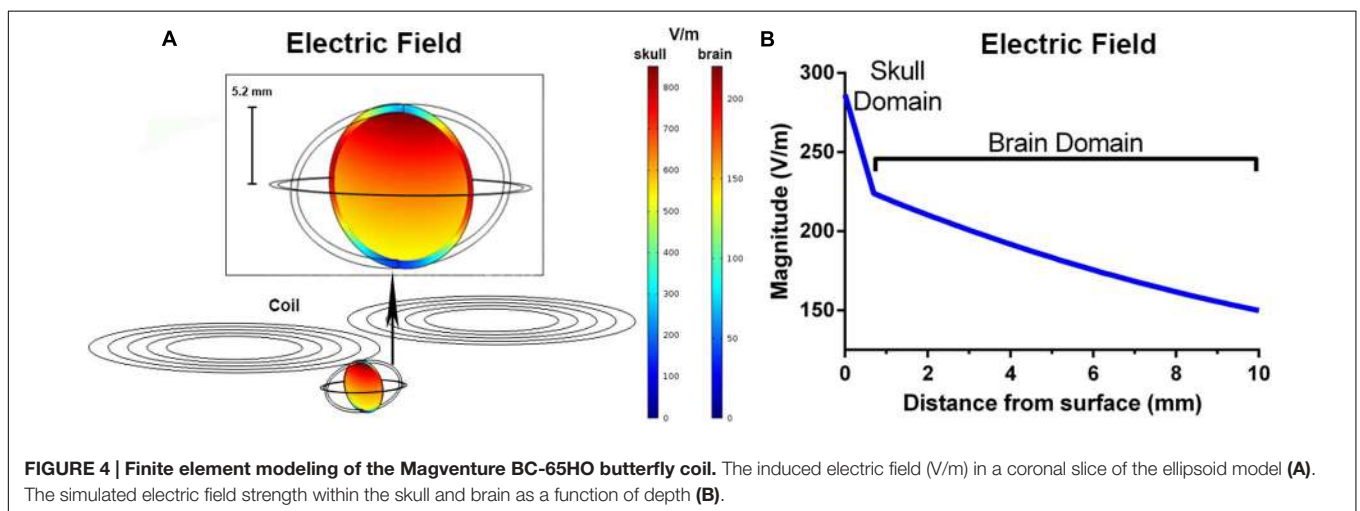 A
Electric Field
V/m
skull
brain
5.2 mm
800
700
600
500
400
300
200
100
0
200
150
100
50
0
Coil
B
Electric Field
Skull
Domain
Brain Domain
Magnitude (V/m)
300
250
200
150
0
2
4
6
8
10
Distance from surface (mm)
FIGURE 4 | Finite element modeling of the Magventure BC-65HO butterfly coil. The induced electric field (V/m) in a coronal slice of the ellipsoid model (A).
The simulated electric field strength within the skull and brain as a function of depth (B).